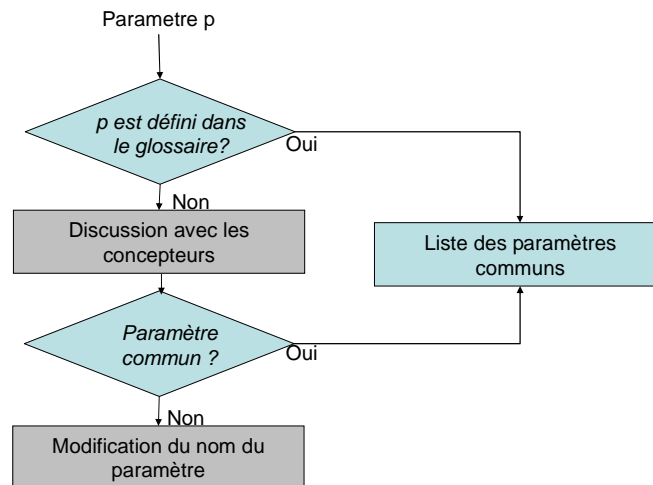 Parametre p
p est défini dans
le glossaire?
Oui
Non
Discussion avec les
concepteurs
Liste des paramètres
communs
Paramètre
commun ?
Oui
Non
Modification du nom du
paramètre